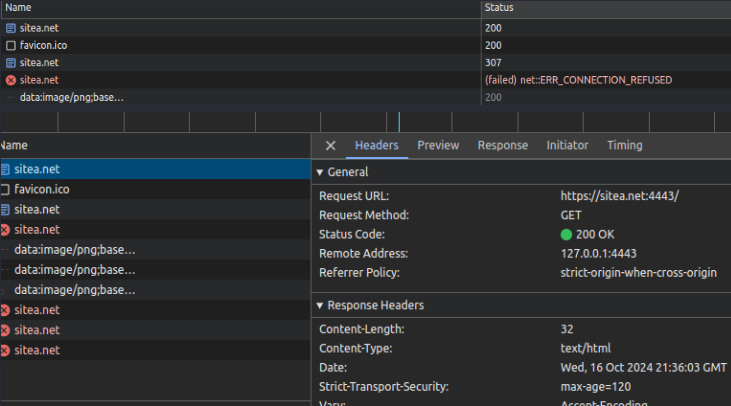 Name Status
sitea.net 200
favicon.ico 200
sitea.net 307
sitea.net (failed) net::ERR_CONNECTION_REFUSED
data:image/png;base... 200
Name
sitea.net
favicon.ico
sitea.net
sitea.net
data:image/png;base...
data:image/png;base...
data:image/png;base...
sitea.net
sitea.net
sitea.net
Headers Preview Response Initiator Timing
General
Request URL: https://sitea.net:4443/
Request Method: GET
Status Code: 200 OK
Remote Address: 127.0.0.1:4443
Referrer Policy: strict-origin-when-cross-origin
Response Headers
Content-Length: 32
Content-Type: text/html
Date: Wed, 16 Oct 2024 21:36:03 GMT
Strict-Transport-Security: max-age=120
Vary: Accept-Encoding